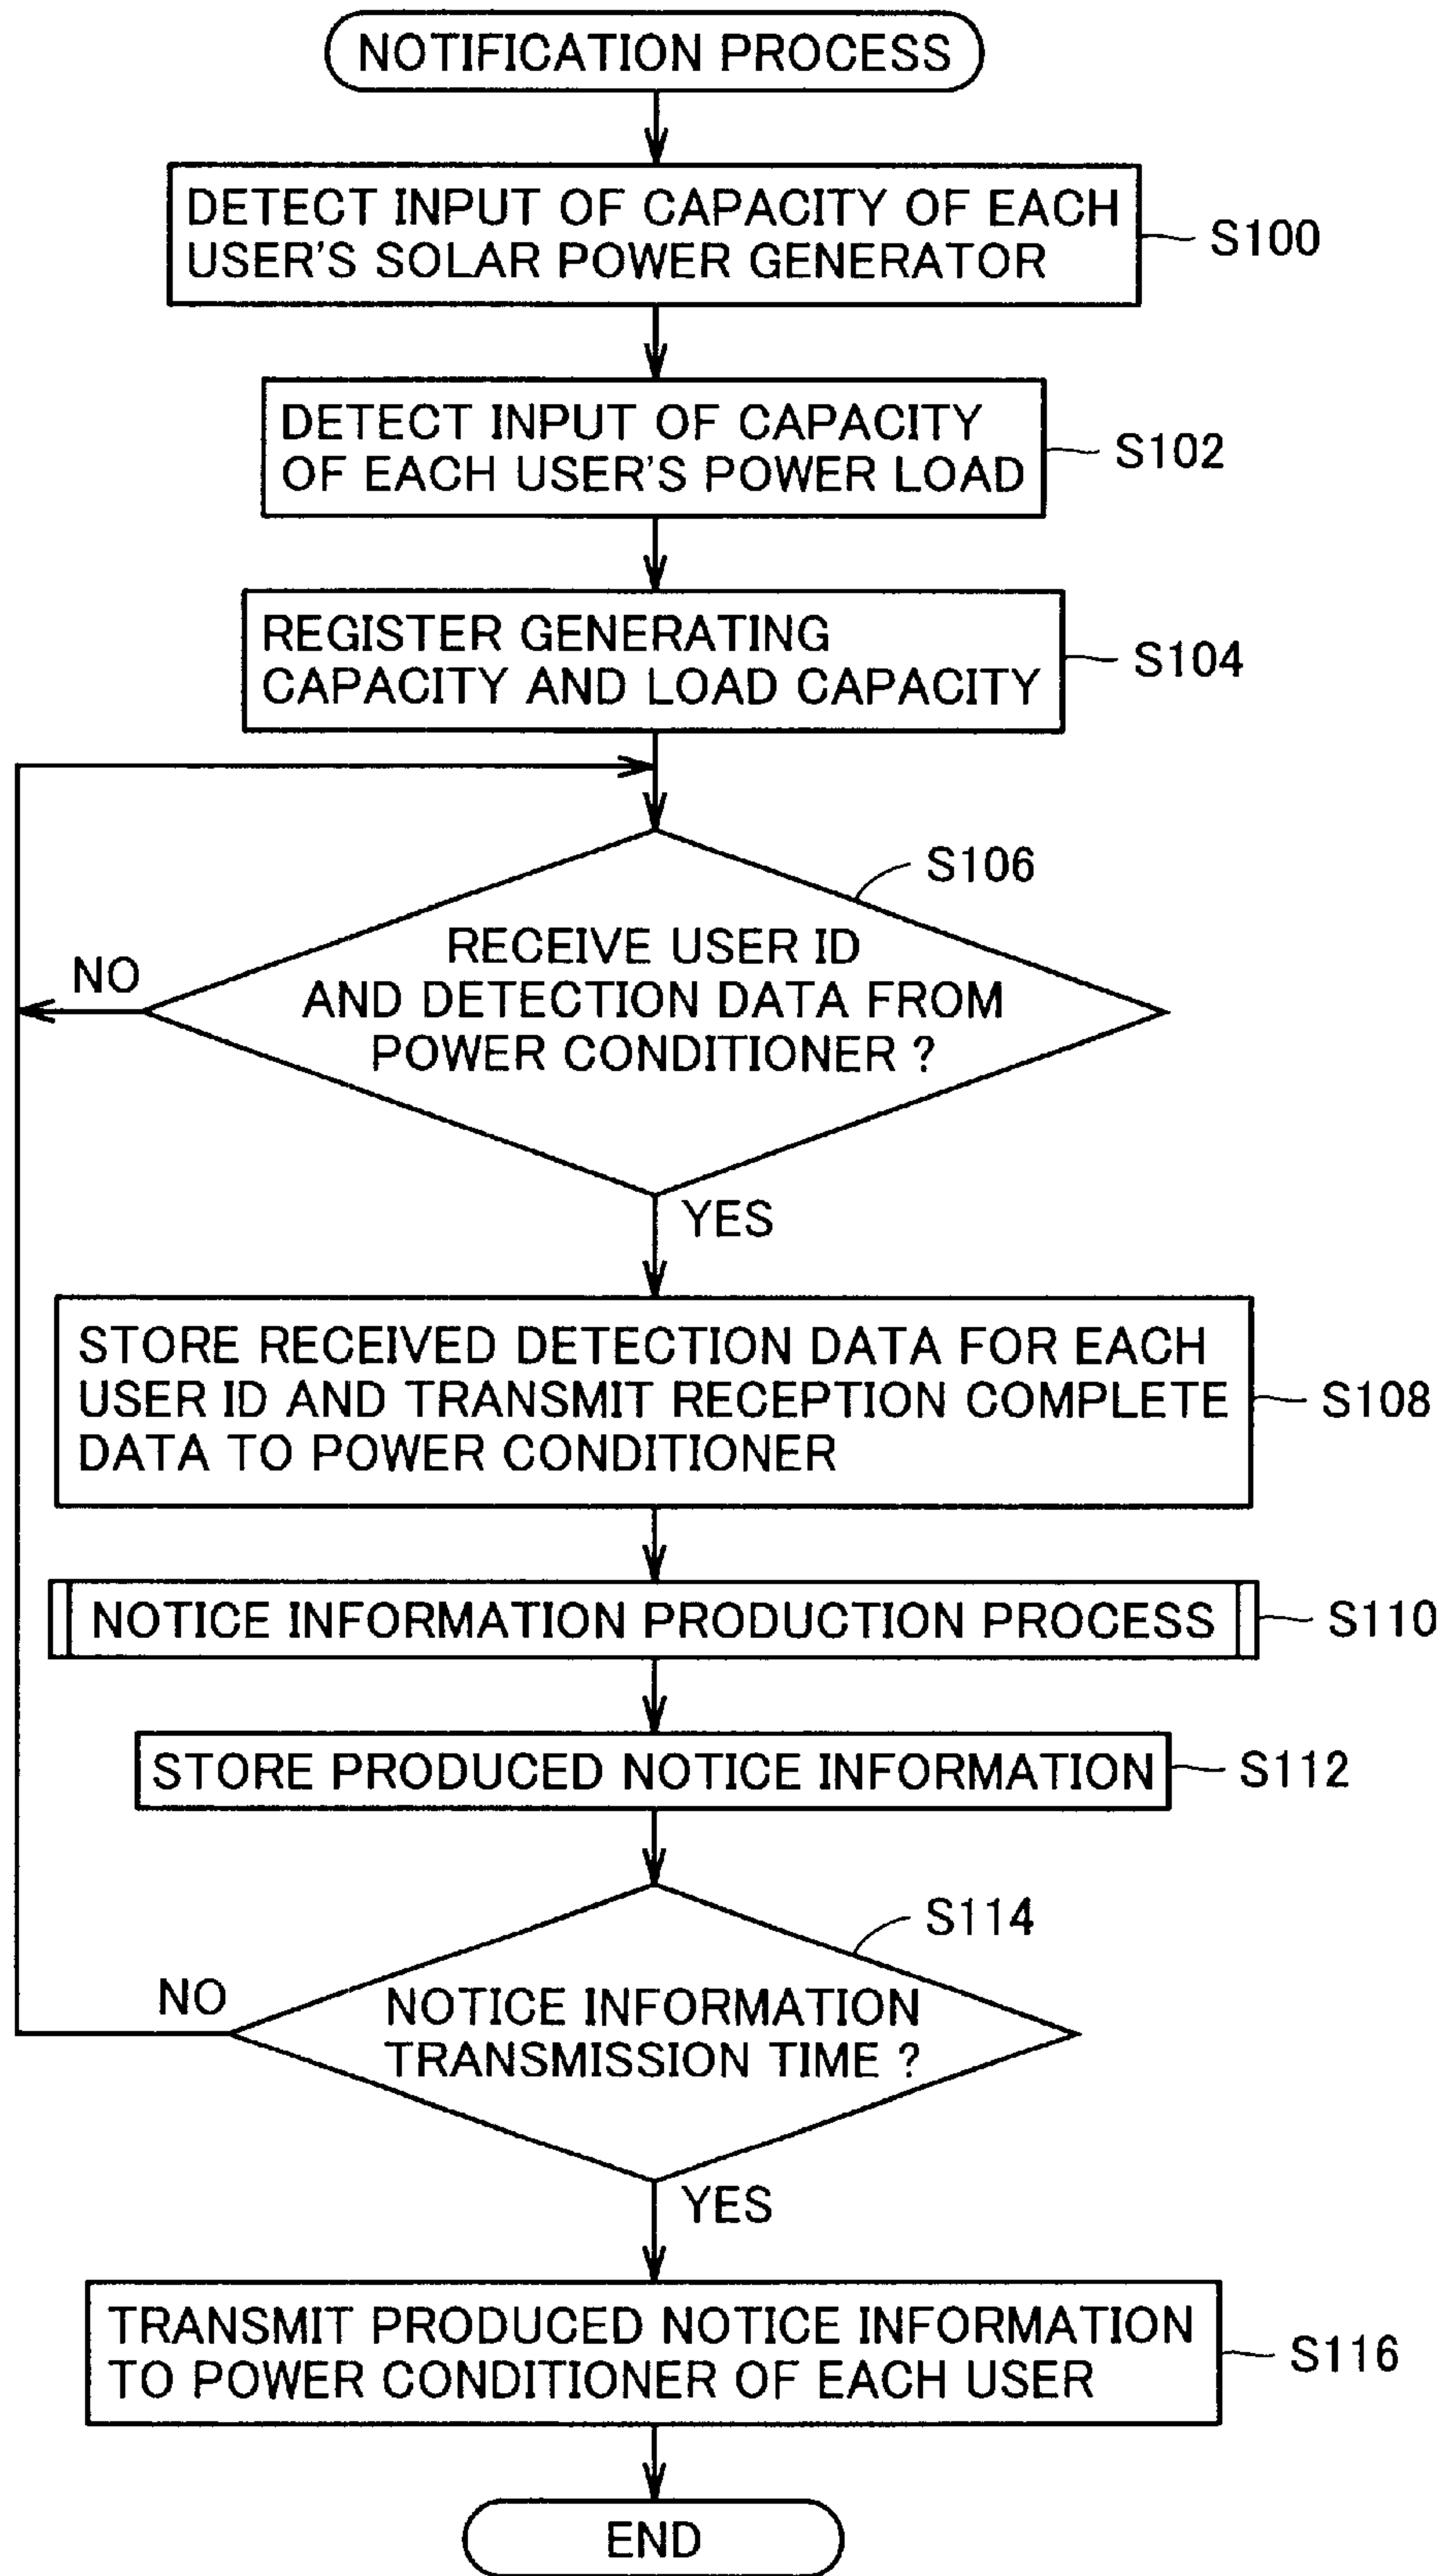 NOTIFICATION PROCESS
DETECT INPUT OF CAPACITY OF EACH
USER'S SOLAR POWER GENERATOR
S100
DETECT INPUT OF CAPACITY
OF EACH USER'S POWER LOAD
S102
REGISTER GENERATING
CAPACITY AND LOAD CAPACITY
S104
S106
RECEIVE USER ID
AND DETECTION DATA FROM
POWER CONDITIONER ?
NO
YES
STORE RECEIVED DETECTION DATA FOR EACH
USER ID AND TRANSMIT RECEPTION COMPLETE
DATA TO POWER CONDITIONER
S108
NOTICE INFORMATION PRODUCTION PROCESS
S110
STORE PRODUCED NOTICE INFORMATION
S112
S114
NOTICE INFORMATION
TRANSMISSION TIME ?
NO
YES
TRANSMIT PRODUCED NOTICE INFORMATION
TO POWER CONDITIONER OF EACH USER
S116
END